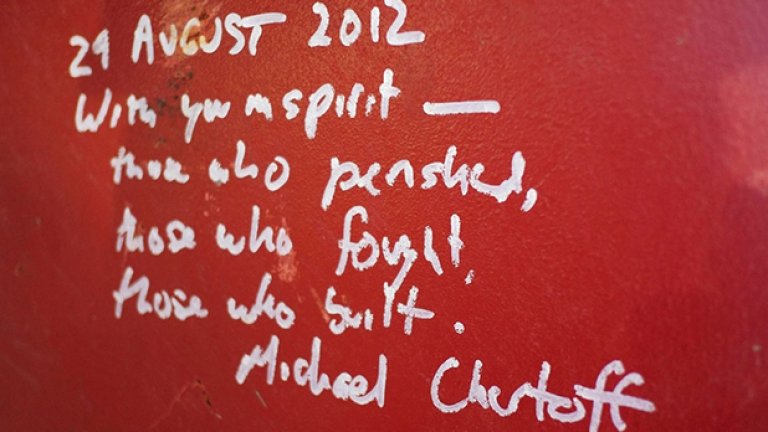 29 AUGUST 2012
With you in spirit —
those who perished,
those who fought,
those who built.
Michael Chertoff